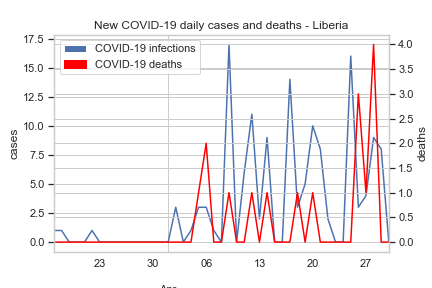 New COVID-19 daily cases and deaths - Liberia
COVID-19 infections
COVID-19 deaths
17.5
15.0
12.5
10.0
7.5
5.0
2.5
0.0
cases
4.0
3.5
3.0
2.5
2.0
1.5
1.0
0.5
0.0
deaths
23 30 06 13 20 27